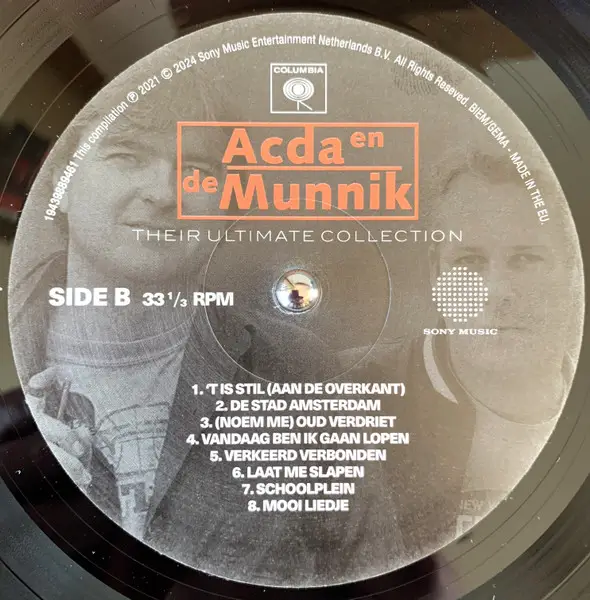 19438889461 This compilation ℗ 2021 © 2024 Sony Music Entertainment Netherlands B.V. All Rights Reseved. BIEM/GEMA - MADE IN THE EU.
COLUMBIA
Acda en
de Munnik
THEIR ULTIMATE COLLECTION
SIDE B 33 1/3 RPM
SONY MUSIC
1. 'T IS STIL (AAN DE OVERKANT)
2. DE STAD AMSTERDAM
3. (NOEM ME) OUD VERDRIET
4. VANDAAG BEN IK GAAN LOPEN
5. VERKEERD VERBONDEN
6. LAAT ME SLAPEN
7. SCHOOLPLEIN
8. MOOI LIEDJE